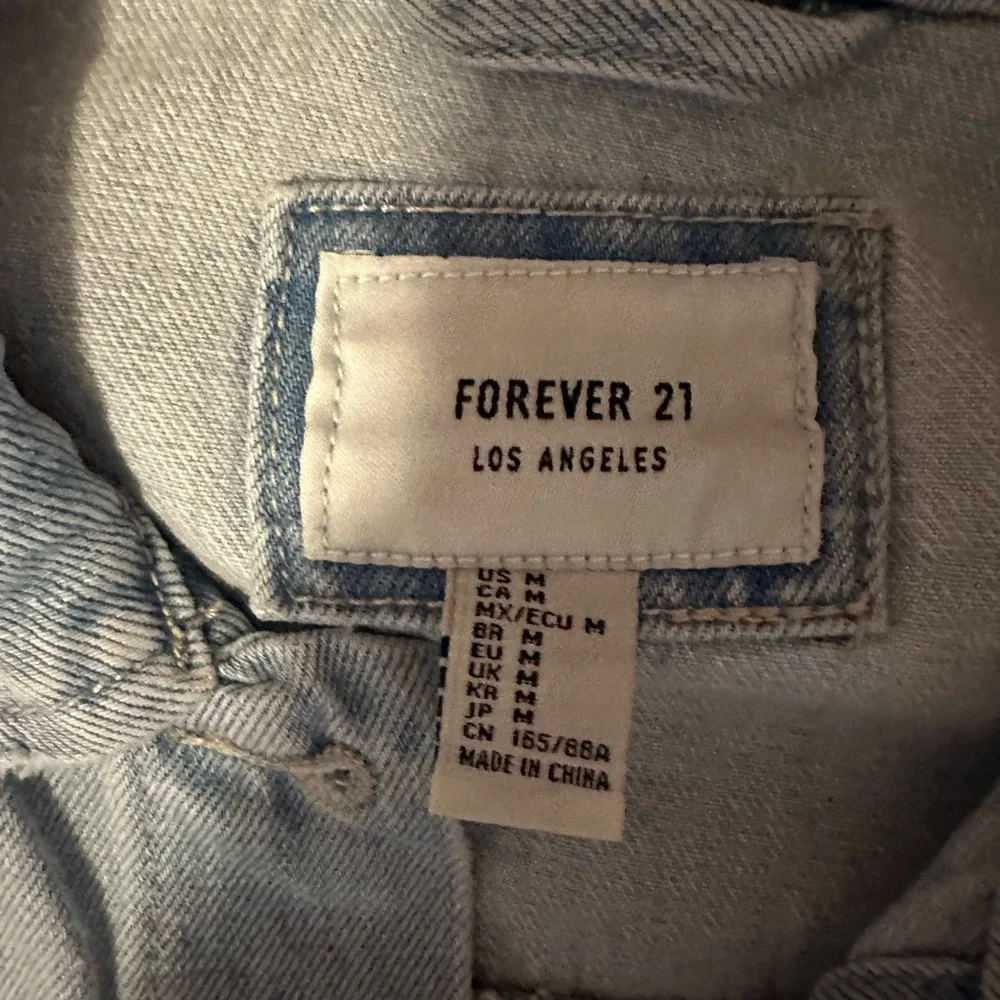 FOREVER 21
LOS ANGELES
US M
CA M
MX/ECU M
BR M
EU M
UK M
KR M
JP M
CN 165/88A
MADE IN CHINA